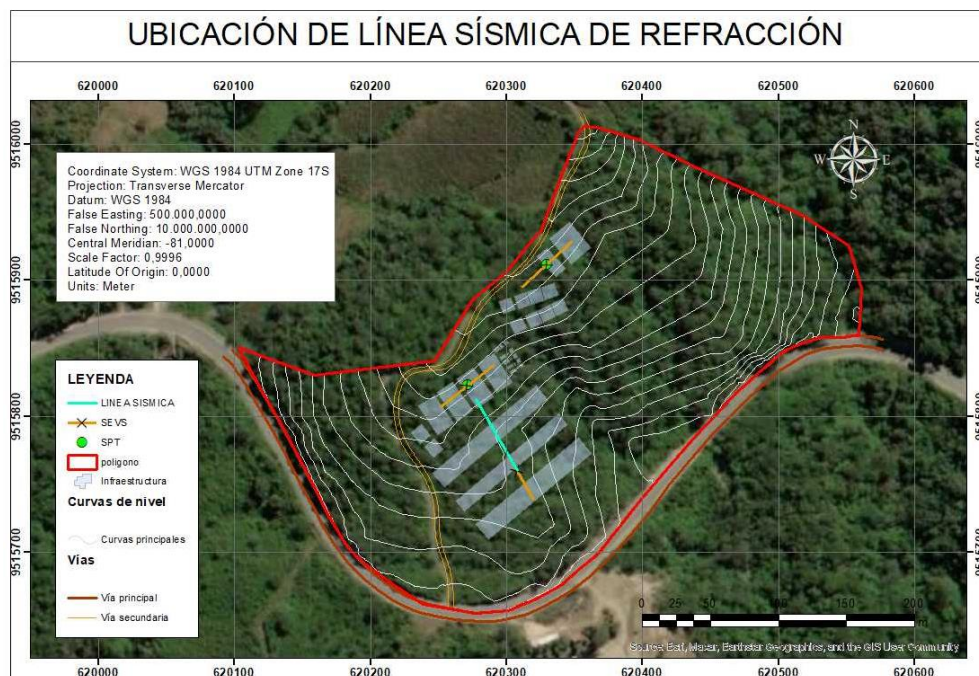 UBICACIÓN DE LÍNEA SÍSMICA DE REFRACCIÓN
620000 620100 620200 620300 620400 620500 620600
9516000 9516000
N
W E
S
Coordinate System: WGS 1984 UTM Zone 17S
Projection: Transverse Mercator
Datum: WGS 1984
False Easting: 500.000,0000
False Northing: 10.000.000,0000
Central Meridian: -81,0000
Scale Factor: 0,9996
Latitude Of Origin: 0,0000
Units: Meter
9515900 9515900
LEYENDA
LINEA SISMICA
SEVS
SPT
poligono
Infraestructura
Curvas de nivel
Curvas principales
Vías
Vía principal
Vía secundaria
9515800 9515800
9515700 9515700
0 25 50 100 150 200
m
Source: Esri, Maxar, Earthstar Geographics, and the GIS User Community
620000 620100 620200 620300 620400 620500 620600